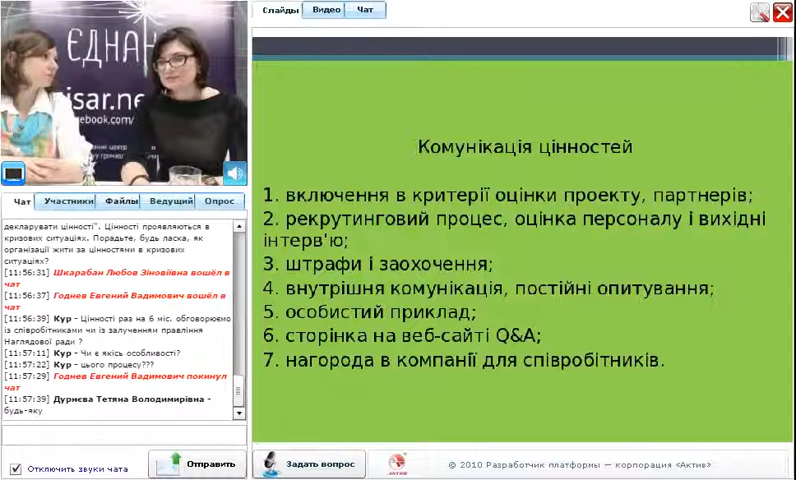 Слайды Видео Чат
ЄДНАН
isar.ne
cebook.com/
Чат Участники Файлы Ведущий Опрос
декларувати цінності". Цінності проявляються в
кризових ситуаціях. Порадьте, будь ласка, як
організації жити за цінностями в кризових
ситуаціях?
[11:56:31] Шкарабан Любов Зіновіївна вошёл в
чат
[11:56:37] Годнев Евгений Вадимович вошёл в
чат
[11:56:39] Кур - Цінності раз на 6 міс. обговорюємо
із співробітниками чи із залученням правління
Наглядової ради ?
[11:57:11] Кур - Чи є якісь особливості?
[11:57:22] Кур - цього процесу???
[11:57:29] Годнев Евгений Вадимович покинул
чат
[11:57:39] Дурнєва Тетяна Володимирівна -
будь-яку
Отключить звуки чата
Отправить
Комунікація цінностей
1. включення в критерії оцінки проекту, партнерів;
2. рекрутинговий процес, оцінка персоналу і вихідні
інтерв'ю;
3. штрафи і заохочення;
4. внутрішня комунікація, постійні опитування;
5. особистий приклад;
6. сторінка на веб-сайті Q&A;
7. нагорода в компанії для співробітників.
Задать вопрос
АКТИВ
© 2010 Разработчик платформы — корпорация «Актив»